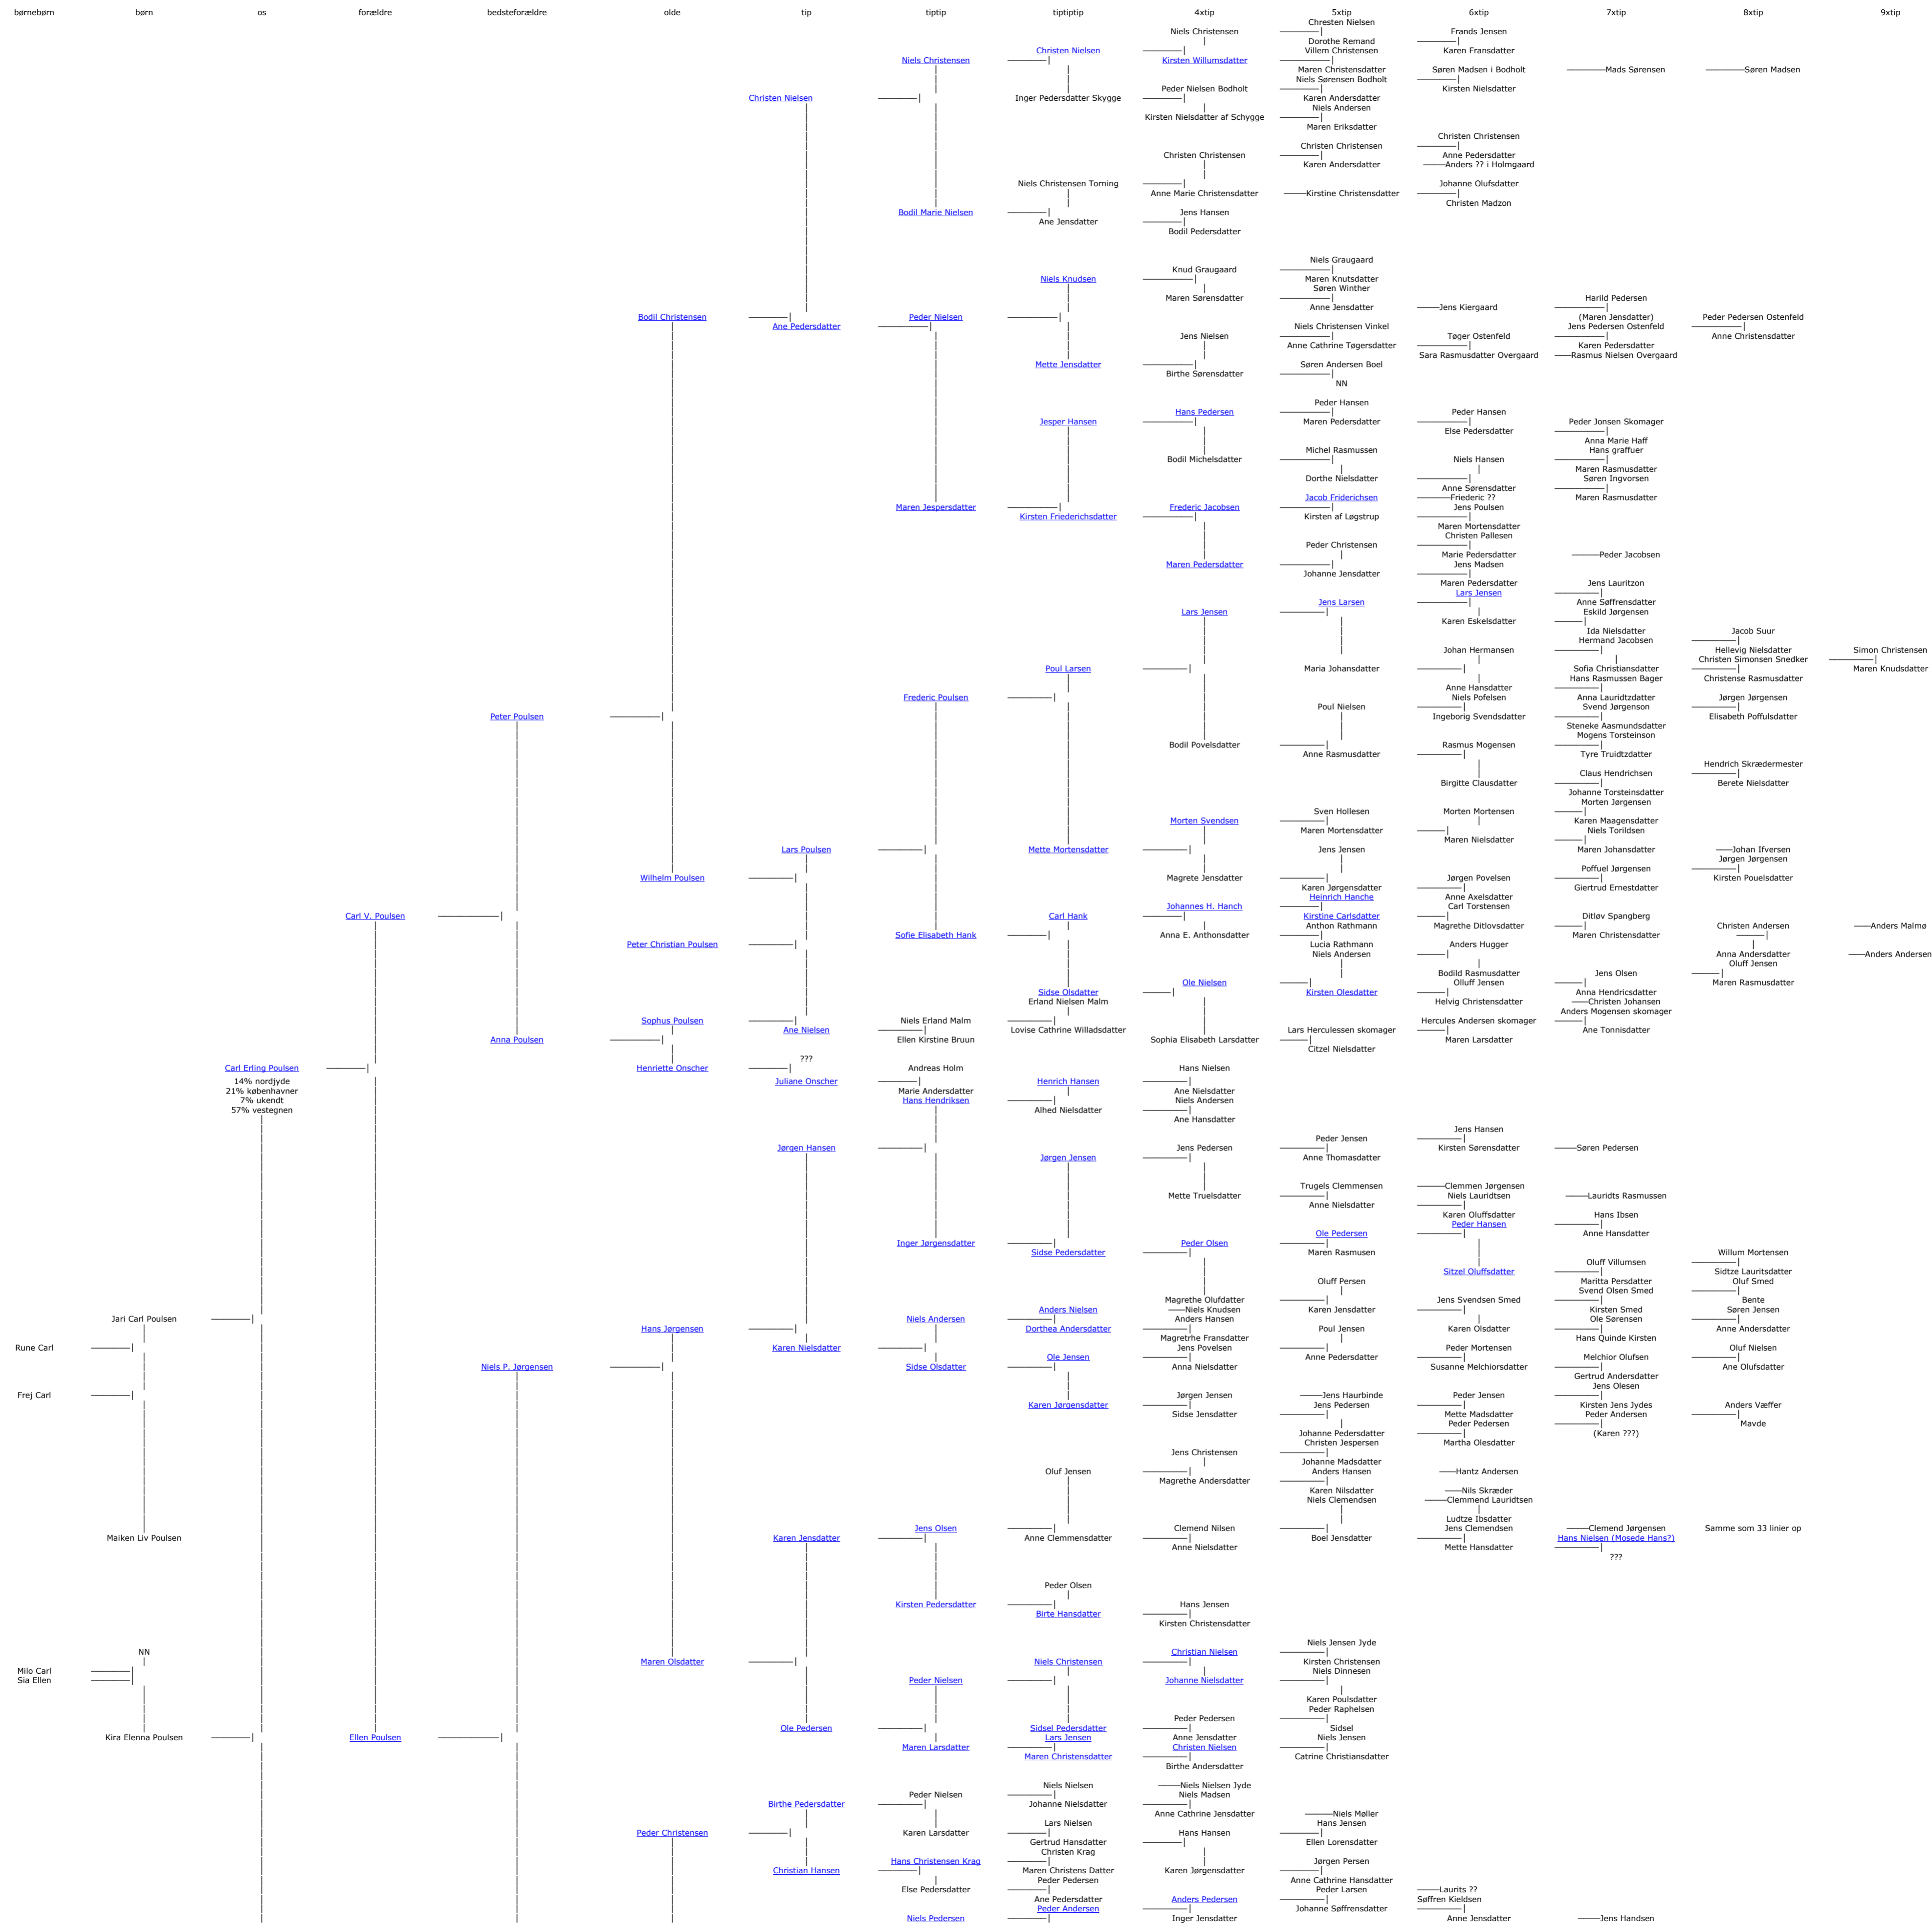 børnebørn børn os forældre bedsteforældre olde tip tiptip tiptiptip 4xtip 5xtip 6xtip 7xtip 8xtip 9xtip
Chresten Nielsen
Niels Christensen Frands Jensen
Dorothe Remand
Christen Nielsen Villem Christensen Karen Fransdatter
Niels Christensen Kirsten Willumsdatter
Maren Christensdatter Søren Madsen i Bodholt Mads Sørensen Søren Madsen
Niels Sørensen Bodholt
Peder Nielsen Bodholt Kirsten Nielsdatter
Christen Nielsen Inger Pedersdatter Skygge Karen Andersdatter
Niels Andersen
Kirsten Nielsdatter af Schygge
Maren Eriksdatter
Christen Christensen
Christen Christensen
Christen Christensen Anne Pedersdatter
Karen Andersdatter Anders ?? i Holmgaard
Niels Christensen Torning Johanne Olufsdatter
Anne Marie Christensdatter Kirstine Christensdatter
Christen Madzon
Bodil Marie Nielsen Jens Hansen
Ane Jensdatter
Bodil Pedersdatter
Niels Graugaard
Knud Graugaard
Niels Knudsen Maren Knutsdatter
Søren Winther
Maren Sørensdatter Harild Pedersen
Anne Jensdatter Jens Kiergaard
Bodil Christensen Peder Nielsen (Maren Jensdatter) Peder Pedersen Ostenfeld
Ane Pedersdatter Niels Christensen Vinkel Jens Pedersen Ostenfeld
Jens Nielsen Tøger Ostenfeld Anne Christensdatter
Anne Cathrine Tøgersdatter Karen Pedersdatter
Sara Rasmusdatter Overgaard Rasmus Nielsen Overgaard
Mette Jensdatter Søren Andersen Boel
Birthe Sørensdatter
NN
Peder Hansen
Hans Pedersen Peder Hansen
Jesper Hansen Maren Pedersdatter Peder Jonsen Skomager
Else Pedersdatter
Anna Marie Haff
Michel Rasmussen Hans graffuer
Bodil Michelsdatter Niels Hansen
Maren Rasmusdatter
Dorthe Nielsdatter Søren Ingvorsen
Anne Sørensdatter
Jacob Friderichsen Friederic ?? Maren Rasmusdatter
Maren Jespersdatter Frederic Jacobsen Jens Poulsen
Kirsten Friederichsdatter Kirsten af Løgstrup
Maren Mortensdatter
Christen Pallesen
Peder Christensen
Marie Pedersdatter Peder Jacobsen
Maren Pedersdatter Jens Madsen
Johanne Jensdatter
Maren Pedersdatter Jens Lauritzon
Lars Jensen
Jens Larsen Anne Søffrensdatter
Lars Jensen Eskild Jørgensen
Karen Eskelsdatter
Ida Nielsdatter Jacob Suur
Hermand Jacobsen
Johan Hermansen Hellevig Nielsdatter Simon Christensen
Christen Simonsen Snedker
Poul Larsen Maria Johansdatter Sofia Christiansdatter Maren Knudsdatter
Hans Rasmussen Bager Christense Rasmusdatter
Anne Hansdatter
Frederic Poulsen Niels Pofelsen Anna Lauridtzdatter Jørgen Jørgensen
Poul Nielsen Svend Jørgenson
Peter Poulsen Ingeborig Svendsdatter Elisabeth Poffulsdatter
Steneke Aasmundsdatter
Mogens Torsteinson
Bodil Povelsdatter Rasmus Mogensen
Anne Rasmusdatter Tyre Truidtzdatter
Hendrich Skrædermester
Claus Hendrichsen
Birgitte Clausdatter Berete Nielsdatter
Johanne Torsteinsdatter
Morten Jørgensen
Sven Hollesen Morten Mortensen
Morten Svendsen Karen Maagensdatter
Maren Mortensdatter Niels Torildsen
Maren Nielsdatter
Lars Poulsen Mette Mortensdatter Jens Jensen Maren Johansdatter Johan Ifversen
Jørgen Jørgensen
Poffuel Jørgensen
Wilhelm Poulsen Magrete Jensdatter Jørgen Povelsen Kirsten Pouelsdatter
Karen Jørgensdatter Giertrud Ernestdatter
Heinrich Hanche Anne Axelsdatter
Johannes H. Hanch Carl Torstensen
Carl V. Poulsen Carl Hank Kirstine Carlsdatter Ditløv Spangberg
Anthon Rathmann Magrethe Ditlovsdatter Christen Andersen Anders Malmø
Sofie Elisabeth Hank Anna E. Anthonsdatter Maren Christensdatter
Peter Christian Poulsen Lucia Rathmann Anders Hugger
Niels Andersen Anna Andersdatter Anders Andersen
Oluff Jensen
Bodild Rasmusdatter Jens Olsen
Ole Nielsen Olluff Jensen Maren Rasmusdatter
Sidse Olsdatter Kirsten Olesdatter Anna Hendricsdatter
Erland Nielsen Malm Helvig Christensdatter Christen Johansen
Anders Mogensen skomager
Sophus Poulsen Niels Erland Malm Hercules Andersen skomager
Ane Nielsen Lovise Cathrine Willadsdatter Lars Herculessen skomager Ane Tonnisdatter
Anna Poulsen Ellen Kirstine Bruun Sophia Elisabeth Larsdatter Maren Larsdatter
Citzel Nielsdatter
???
Carl Erling Poulsen Henriette Onscher Andreas Holm Hans Nielsen
14% nordjyde Juliane Onscher Henrich Hansen
21% københavner Marie Andersdatter Ane Nielsdatter
7% ukendt Hans Hendriksen Niels Andersen
57% vestegnen Alhed Nielsdatter
Ane Hansdatter
Jens Hansen
Peder Jensen
Jørgen Hansen Jens Pedersen Kirsten Sørensdatter Søren Pedersen
Jørgen Jensen Anne Thomasdatter
Trugels Clemmensen Clemmen Jørgensen
Mette Truelsdatter Niels Lauridtsen Lauridts Rasmussen
Anne Nielsdatter
Karen Oluffsdatter Hans Ibsen
Peder Hansen
Ole Pedersen Anne Hansdatter
Inger Jørgensdatter Peder Olsen
Sidse Pedersdatter Maren Rasmusen Willum Mortensen
Oluff Villumsen
Sitzel Oluffsdatter Sidtze Lauritsdatter
Oluff Persen Maritta Persdatter Oluf Smed
Svend Olsen Smed
Magrethe Olufdatter Jens Svendsen Smed Bente
Anders Nielsen Niels Knudsen Karen Jensdatter Kirsten Smed Søren Jensen
Jari Carl Poulsen Niels Andersen Anders Hansen Ole Sørensen
Hans Jørgensen Dorthea Andersdatter Poul Jensen Karen Olsdatter Anne Andersdatter
Magretrhe Fransdatter Hans Quinde Kirsten
Rune Carl Karen Nielsdatter Jens Povelsen Peder Mortensen Oluf Nielsen
Ole Jensen Anne Pedersdatter Melchior Olufsen
Niels P. Jørgensen Sidse Olsdatter Anna Nielsdatter Susanne Melchiorsdatter Ane Olufsdatter
Gertrud Andersdatter
Jens Olesen
Frej Carl Jørgen Jensen Jens Haurbinde Peder Jensen
Karen Jørgensdatter Jens Pedersen Kirsten Jens Jydes Anders Væffer
Sidse Jensdatter Mette Madsdatter Peder Andersen
Peder Pedersen Mavde
Johanne Pedersdatter (Karen ???)
Christen Jespersen Martha Olesdatter
Jens Christensen
Johanne Madsdatter
Oluf Jensen Anders Hansen Hantz Andersen
Magrethe Andersdatter
Karen Nilsdatter Nils Skræder
Niels Clemendsen Clemmend Lauridtsen
Ludtze Ibsdatter
Jens Olsen Clemend Nilsen Jens Clemendsen Clemend Jørgensen Samme som 33 linier op
Maiken Liv Poulsen Karen Jensdatter Anne Clemmensdatter Boel Jensdatter Hans Nielsen (Mosede Hans?)
Anne Nielsdatter Mette Hansdatter
???
Peder Olsen
Kirsten Pedersdatter Hans Jensen
Birte Hansdatter
Kirsten Christensdatter
Niels Jensen Jyde
NN Christian Nielsen
Maren Olsdatter Niels Christensen Kirsten Christensen
Milo Carl Niels Dinnesen
Sia Ellen Peder Nielsen Johanne Nielsdatter
Karen Poulsdatter
Peder Raphelsen
Peder Pedersen
Ole Pedersen Sidsel Pedersdatter Sidsel
Kira Elenna Poulsen Ellen Poulsen Lars Jensen Anne Jensdatter Niels Jensen
Maren Larsdatter Christen Nielsen
Maren Christensdatter Catrine Christiansdatter
Birthe Andersdatter
Niels Nielsen Niels Nielsen Jyde
Peder Nielsen Niels Madsen
Birthe Pedersdatter Johanne Nielsdatter
Anne Cathrine Jensdatter Niels Møller
Lars Nielsen Hans Jensen
Peder Christensen Karen Larsdatter Hans Hansen
Gertrud Hansdatter Ellen Lorensdatter
Christen Krag
Hans Christensen Krag Jørgen Persen
Christian Hansen Maren Christens Datter Karen Jørgensdatter
Peder Pedersen Anne Cathrine Hansdatter
Else Pedersdatter Peder Larsen Laurits ??
Ane Pedersdatter Anders Pedersen Søffren Kieldsen
Peder Andersen Johanne Søffrensdatter
Niels Pedersen Inger Jensdatter Anne Jensdatter Jens Handsen